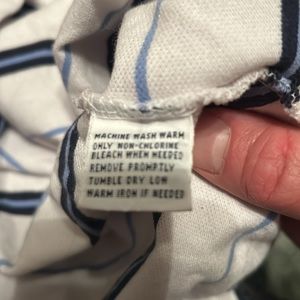 MACHINE WASH WARM
ONLY NON-CHLORINE
BLEACH WHEN NEEDED
REMOVE PROMPTLY
TUMBLE DRY LOW
WARM IRON IF NEEDED